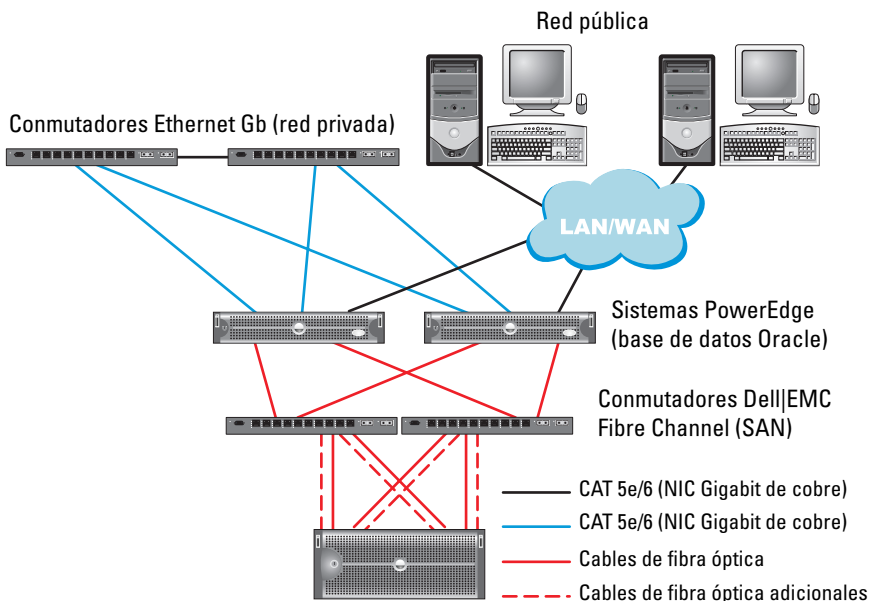 Red pública
Conmutadores Ethernet Gb (red privada)
LAN/WAN
Sistemas PowerEdge
(base de datos Oracle)
Conmutadores Dell|EMC
Fibre Channel (SAN)
CAT 5e/6 (NIC Gigabit de cobre)
CAT 5e/6 (NIC Gigabit de cobre)
Cables de fibra óptica
Cables de fibra óptica adicionales